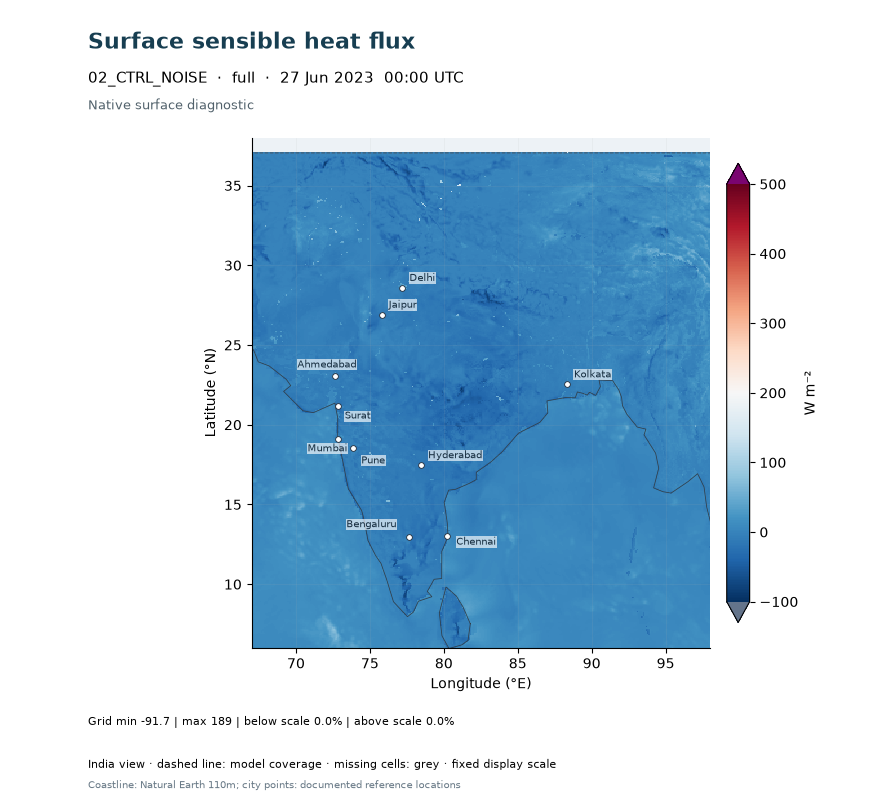 Surface sensible heat flux
02_CTRL_NOISE · full · 27 Jun 2023 00:00 UTC
Native surface diagnostic
35
30
25
20
15
10
Latitude (°N)
Delhi
Jaipur
Ahmedabad
Kolkata
Surat
Mumbai
Pune
Hyderabad
Bengaluru
Chennai
70
75
80
85
90
95
Longitude (°E)
500
400
300
200
100
0
−100
W m⁻²
Grid min -91.7 | max 189 | below scale 0.0% | above scale 0.0%
India view · dashed line: model coverage · missing cells: grey · fixed display scale
Coastline: Natural Earth 110m; city points: documented reference locations